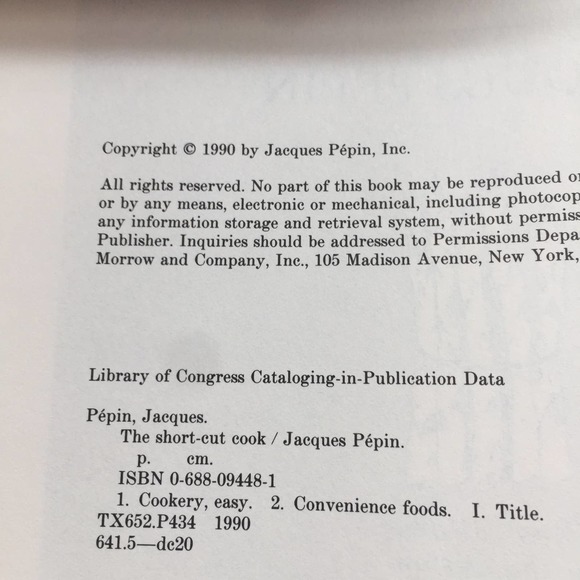 Copyright © 1990 by Jacques Pépin, Inc.
All rights reserved. No part of this book may be reproduced or
or by any means, electronic or mechanical, including photocop
any information storage and retrieval system, without permiss
Publisher. Inquiries should be addressed to Permissions Depa
Morrow and Company, Inc., 105 Madison Avenue, New York,
Library of Congress Cataloging-in-Publication Data
Pépin, Jacques.
The short-cut cook / Jacques Pépin.
p. cm.
ISBN 0-688-09448-1
1. Cookery, easy. 2. Convenience foods. I. Title.
TX652.P434 1990
641.5—dc20